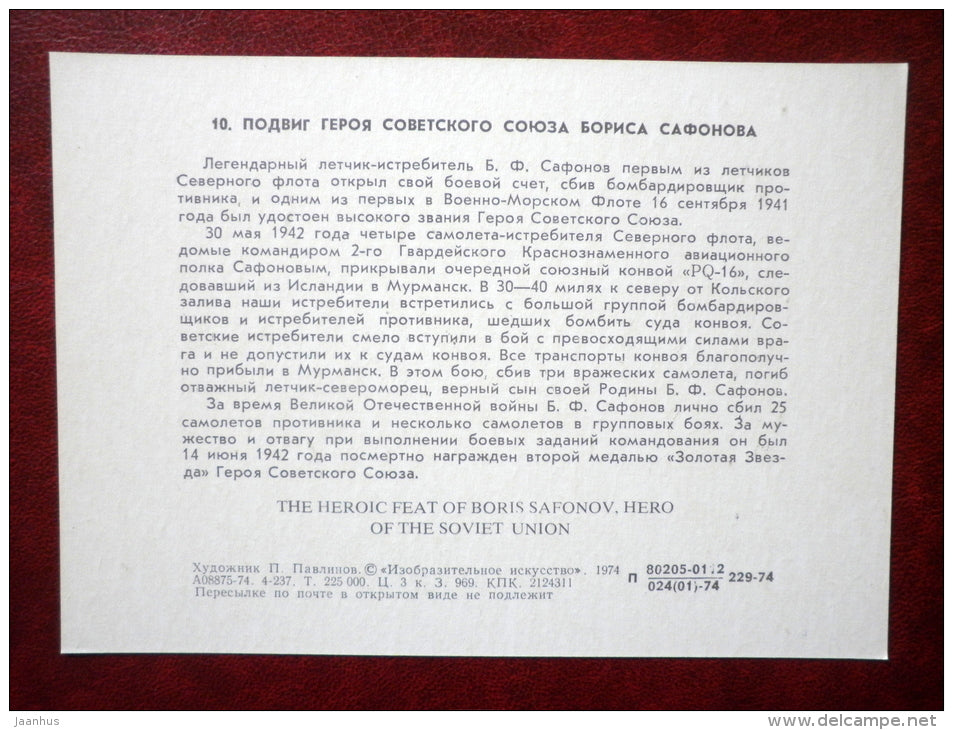 10. ПОДВИГ ГЕРОЯ СОВЕТСКОГО СОЮЗА БОРИСА САФОНОВА
Легендарный летчик-истребитель Б. Ф. Сафонов первым из летчиков
Северного флота открыл свой боевой счет, сбив бомбардировщик про-
тивника, и одним из первых в Военно-Морском Флоте 16 сентября 1941
года был удостоен высокого звания Героя Советского Союза.
30 мая 1942 года четыре самолета-истребителя Северного флота, ве-
домые командиром 2-го Гвардейского Краснознаменного авиационного
полка Сафоновым, прикрывали очередной союзный конвой «PQ-16», сле-
довавший из Исландии в Мурманск. В 30—40 милях к северу от Кольского
залива наши истребители встретились с большой группой бомбардиров-
щиков и истребителей противника, шедших бомбить суда конвоя. Со-
ветские истребители смело вступили в бой с превосходящими силами вра-
га и не допустили их к судам конвоя. Все транспорты конвоя благополуч-
но прибыли в Мурманск. В этом бою, сбив три вражеских самолета, погиб
отважный летчик-североморец, верный сын своей Родины Б. Ф. Сафонов.
За время Великой Отечественной войны Б. Ф. Сафонов лично сбил 25
самолетов противника и несколько самолетов в групповых боях. За му-
жество и отвагу при выполнении боевых заданий командования он был
14 июня 1942 года посмертно награжден второй медалью «Золотая Звез-
да» Героя Советского Союза.
THE HEROIC FEAT OF BORIS SAFONOV, HERO
OF THE SOVIET UNION
Художник П. Павлинов. © «Изобразительное искусство». 1974
А08875-74. 4-237. Т. 225 000. Ц. 3 к. З. 969. КПК. 2124311
Пересылке по почте в открытом виде не подлежит
П 80205-012
024(01)-74 229-74
Jaanhus
www.delcampe.net